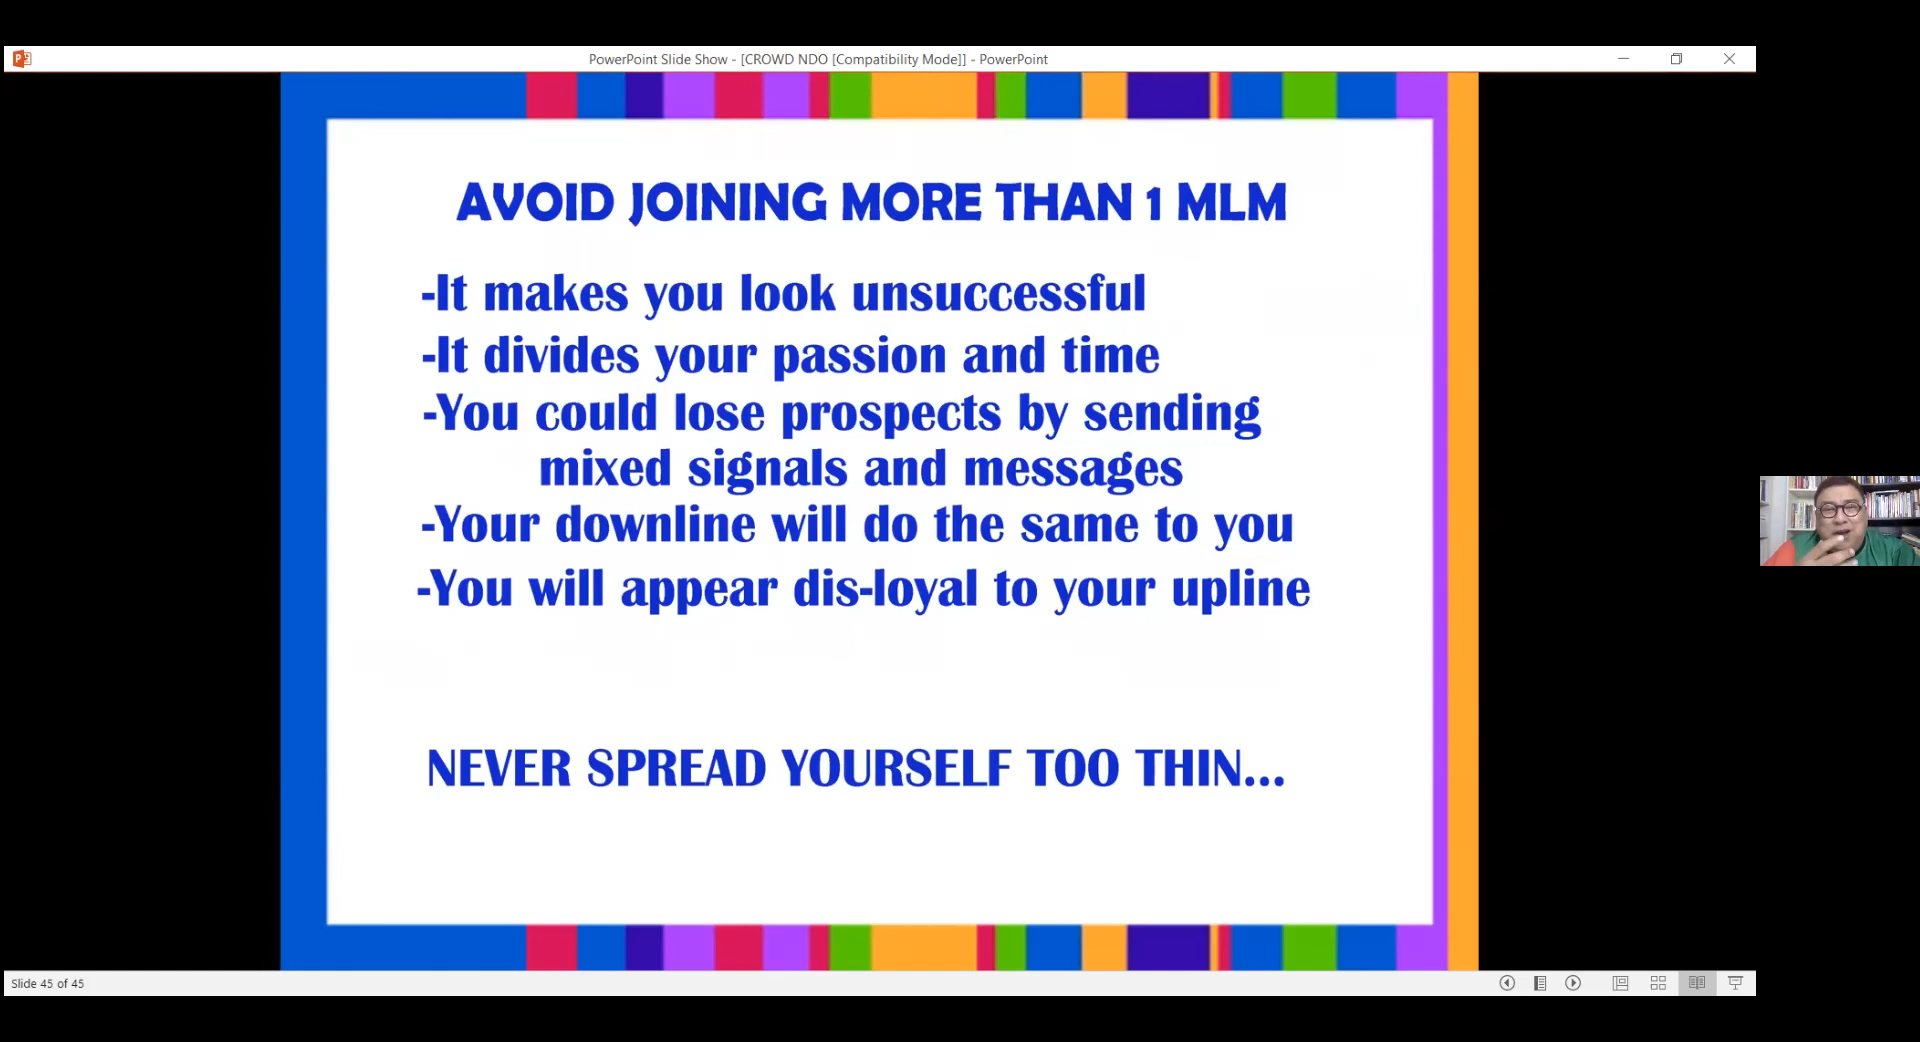 PowerPoint Slide Show - [CROWD NDO [Compatibility Mode]] - PowerPoint
AVOID JOINING MORE THAN 1 MLM
-It makes you look unsuccessful
-It divides your passion and time
-You could lose prospects by sending
mixed signals and messages
-Your downline will do the same to you
-You will appear dis-loyal to your upline
NEVER SPREAD YOURSELF TOO THIN...
Slide 45 of 45